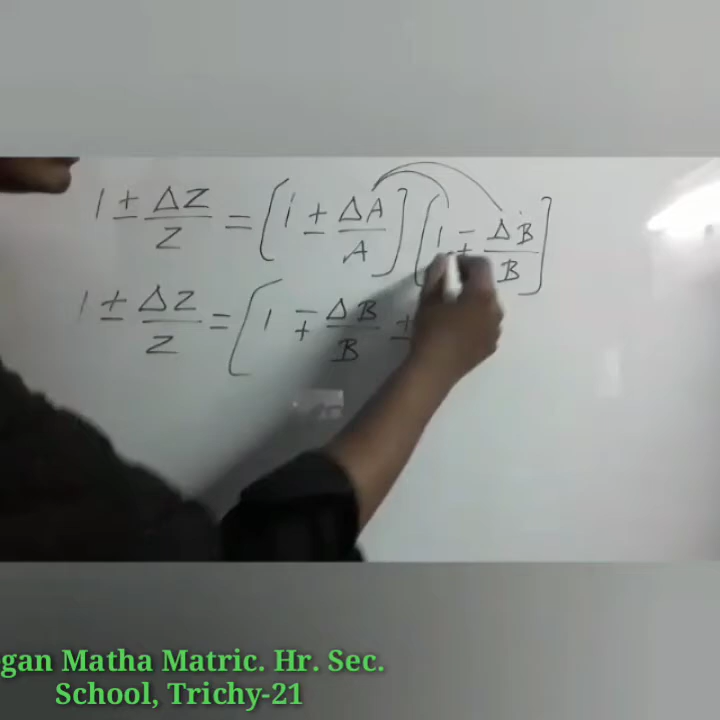 1 ± ΔZ/Z = [1 ± ΔA/A] [1 ∓ ΔB/B]
1 ± ΔZ/Z = [1 ∓ ΔB/B ±
gan Matha Matric. Hr. Sec.
School, Trichy-21